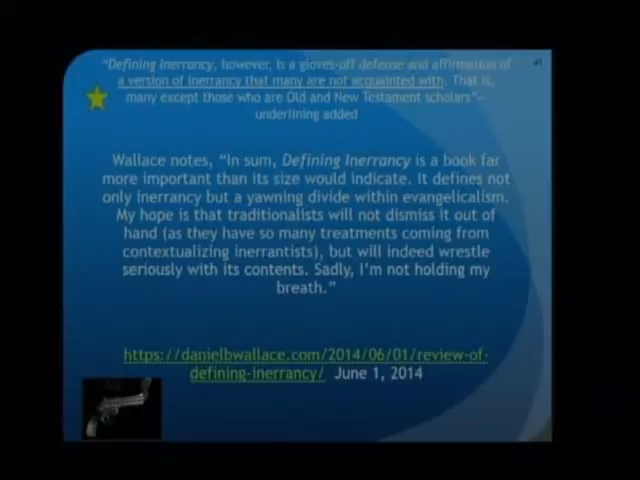 "Defining Inerrancy, however, is a gloves-off defense and affirmation of
a version of inerrancy that many are not acquainted with. That is,
many except those who are Old and New Testament scholars"—
underlining added
Wallace notes, "In sum, Defining Inerrancy is a book far
more important than its size would indicate. It defines not
only inerrancy but a yawning divide within evangelicalism.
My hope is that traditionalists will not dismiss it out of
hand (as they have so many treatments coming from
contextualizing inerrantists), but will indeed wrestle
seriously with its contents. Sadly, I'm not holding my
breath."
https://danielbwallace.com/2014/06/01/review-of-
defining-inerrancy/ June 1, 2014